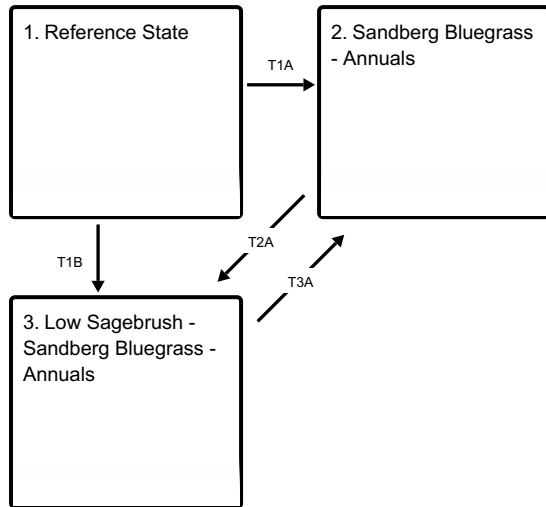 1. Reference State
2. Sandberg Bluegrass
- Annuals
T1A
T2A
T1B
T3A
3. Low Sagebrush -
Sandberg Bluegrass -
Annuals